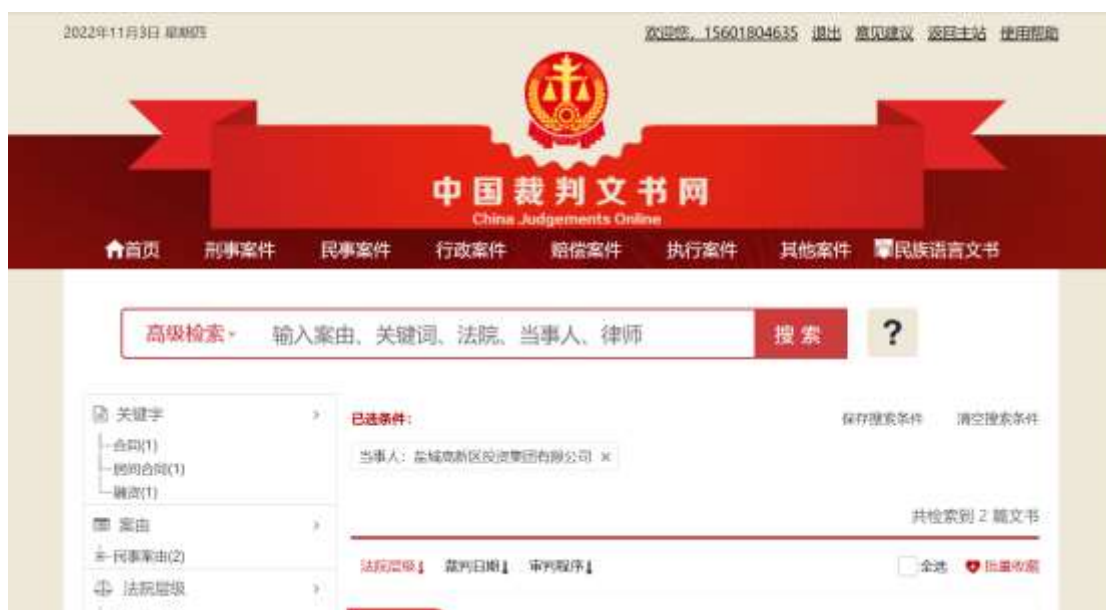 2022年11月3日 星期四
欢迎您，15601804635 退出 意见建议 返回主站 使用帮助
中国裁判文书网
China Judgements Online
首页 刑事案件 民事案件 行政案件 赔偿案件 执行案件 其他案件 民族语言文书
高级检索 输入案由、关键词、法院、当事人、律师 搜索 ?
关键字
合同(1)
居间合同(1)
融资(1)
案由
民事案由(2)
法院层级
已选条件： 保存搜索条件 清空搜索条件
当事人：盐城高新区投资集团有限公司 ×
共检索到 2 篇文书
法院层级 裁判日期 审判程序 全选 批量收藏